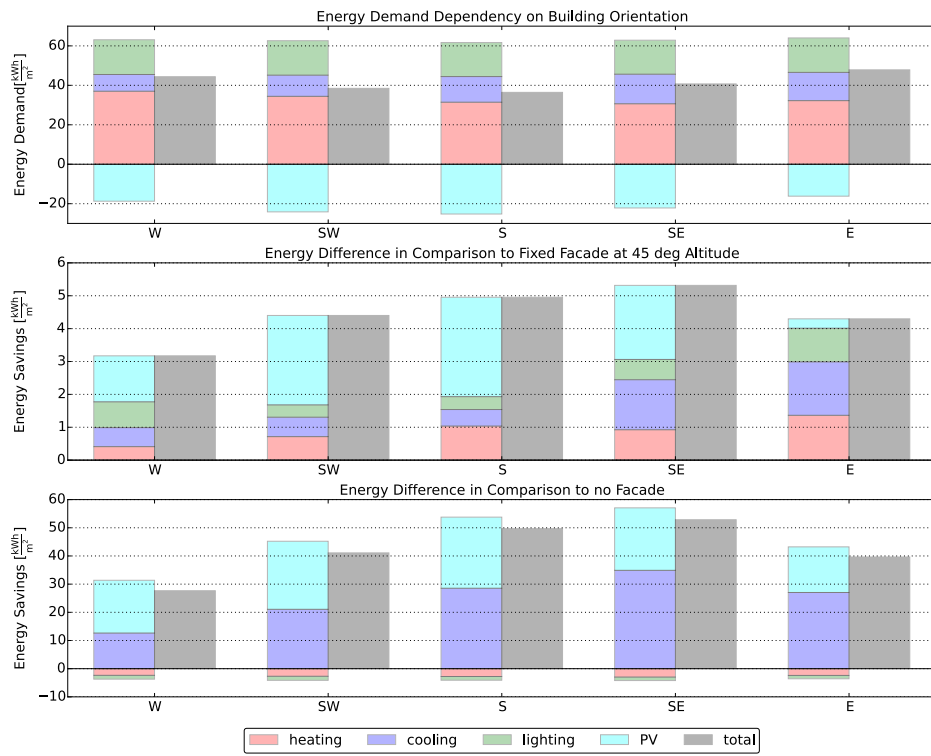 Energy Demand Dependency on Building Orientation
Energy Demand[kWh/m²]
60
40
20
0
−20
W SW S SE E
Energy Difference in Comparison to Fixed Facade at 45 deg Altitude
Energy Savings [kWh/m²]
6
5
4
3
2
1
0
W SW S SE E
Energy Difference in Comparison to no Facade
Energy Savings [kWh/m²]
60
50
40
30
20
10
0
−10
W SW S SE E
heating cooling lighting PV total